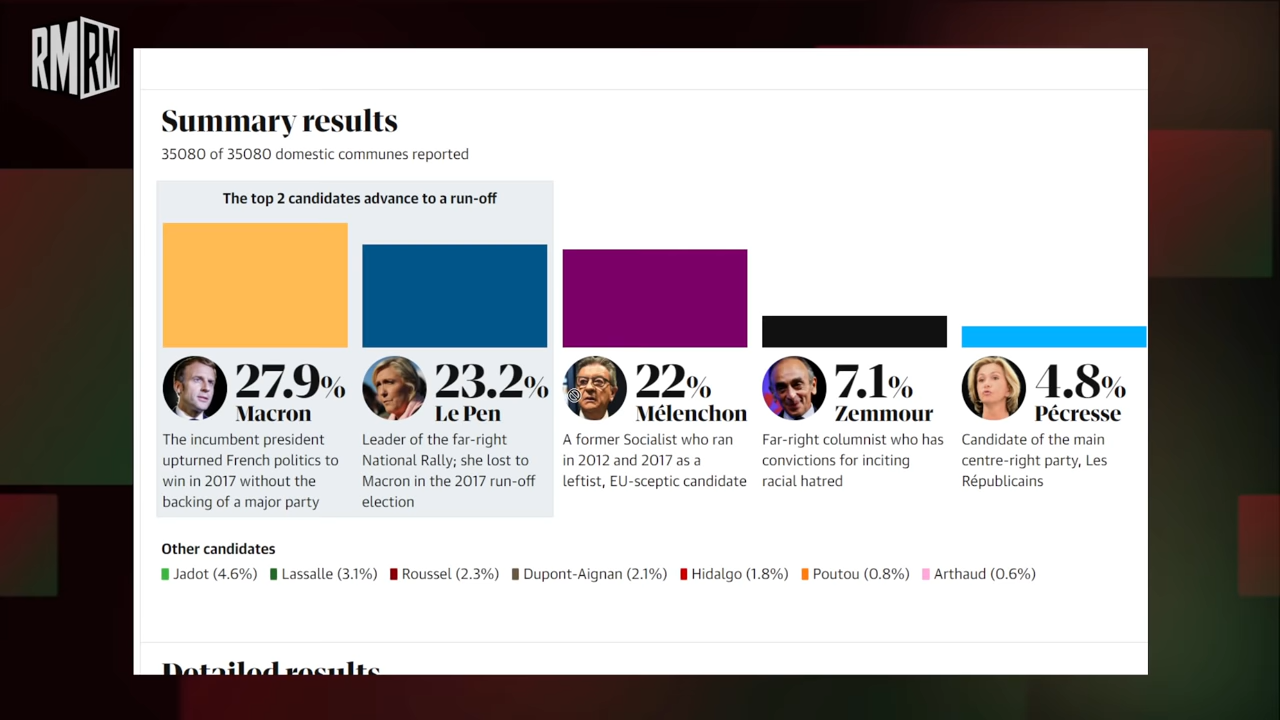 RMRM
Summary results
35080 of 35080 domestic communes reported
The top 2 candidates advance to a run-off
27.9%
Macron
The incumbent president
upturned French politics to
win in 2017 without the
backing of a major party
23.2%
Le Pen
Leader of the far-right
National Rally; she lost to
Macron in the 2017 run-off
election
22%
Mélenchon
A former Socialist who ran
in 2012 and 2017 as a
leftist, EU-sceptic candidate
7.1%
Zemmour
Far-right columnist who has
convictions for inciting
racial hatred
4.8%
Pécresse
Candidate of the main
centre-right party, Les
Républicains
Other candidates
Jadot (4.6%) Lassalle (3.1%) Roussel (2.3%) Dupont-Aignan (2.1%) Hidalgo (1.8%) Poutou (0.8%) Arthaud (0.6%)
Detailed results